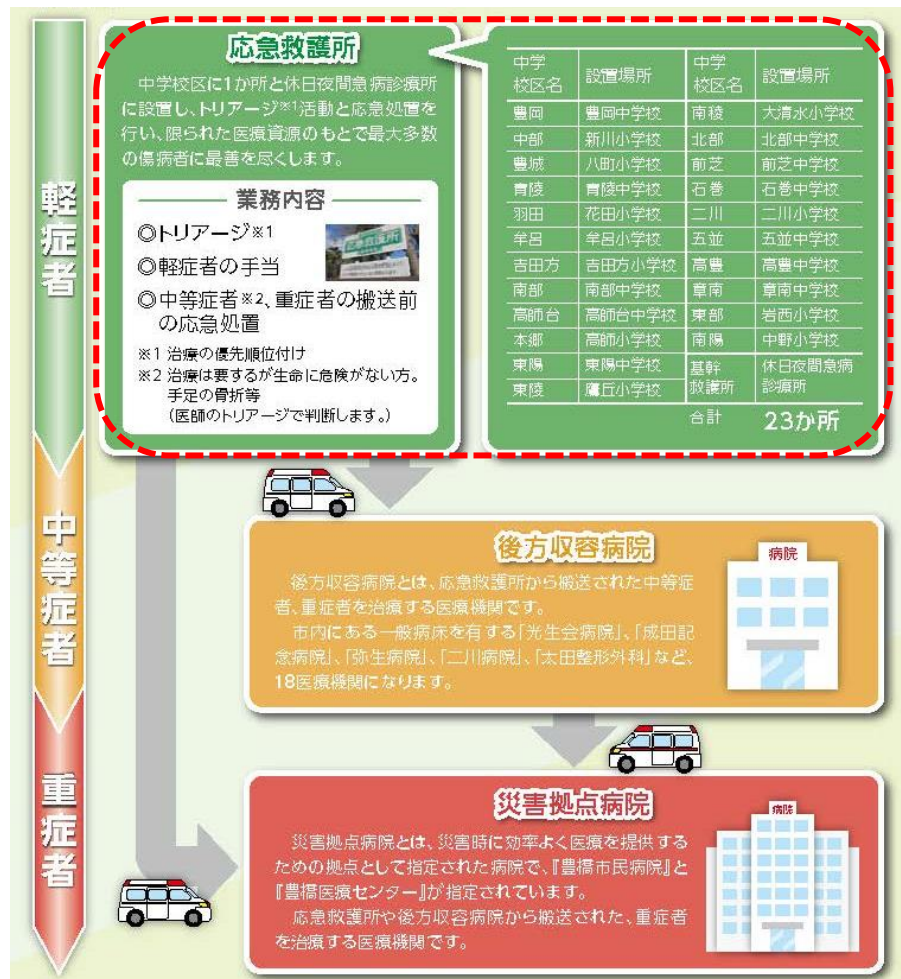 軽症者
中等症者
重症者
応急救護所
中学校区に1か所と休日夜間急病診療所
に設置し、トリアージ※1活動と応急処置を
行い、限られた医療資源のもとで最大多数
の傷病者に最善を尽くします。
業務内容
◎トリアージ※1
◎軽症者の手当
◎中等症者※2、重症者の搬送前
の応急処置
応急救護所
※1 治療の優先順位付け
※2 治療は要するが生命に危険がない方。
手足の骨折等
(医師のトリアージで判断します。)
中学校区名 設置場所 中学校区名 設置場所
豊岡 豊岡中学校 南稜 大清水小学校
中部 新川小学校 北部 北部中学校
豊城 八町小学校 前芝 前芝中学校
青陵 青陵中学校 石巻 石巻中学校
羽田 花田小学校 二川 二川小学校
牟呂 牟呂小学校 五並 五並中学校
吉田方 吉田方小学校 高豊 高豊中学校
南部 南部中学校 章南 章南中学校
高師台 高師台中学校 東部 岩西小学校
本郷 高師小学校 南陽 中野小学校
東陽 東陽中学校 基幹救護所 休日夜間急病診療所
東陵 鷹丘小学校
合計 23か所
後方収容病院
後方収容病院とは、応急救護所から搬送された中等症
者、重症者を治療する医療機関です。
市内にある一般病床を有する「光生会病院」、「成田記
念病院」、「弥生病院」、「二川病院」、「太田整形外科」など、
18医療機関になります。
病院
災害拠点病院
災害拠点病院とは、災害時に効率よく医療を提供する
ための拠点として指定された病院で、『豊橋市民病院』と
『豊橋医療センター』が指定されています。
応急救護所や後方収容病院から搬送された、重症者
を治療する医療機関です。
病院